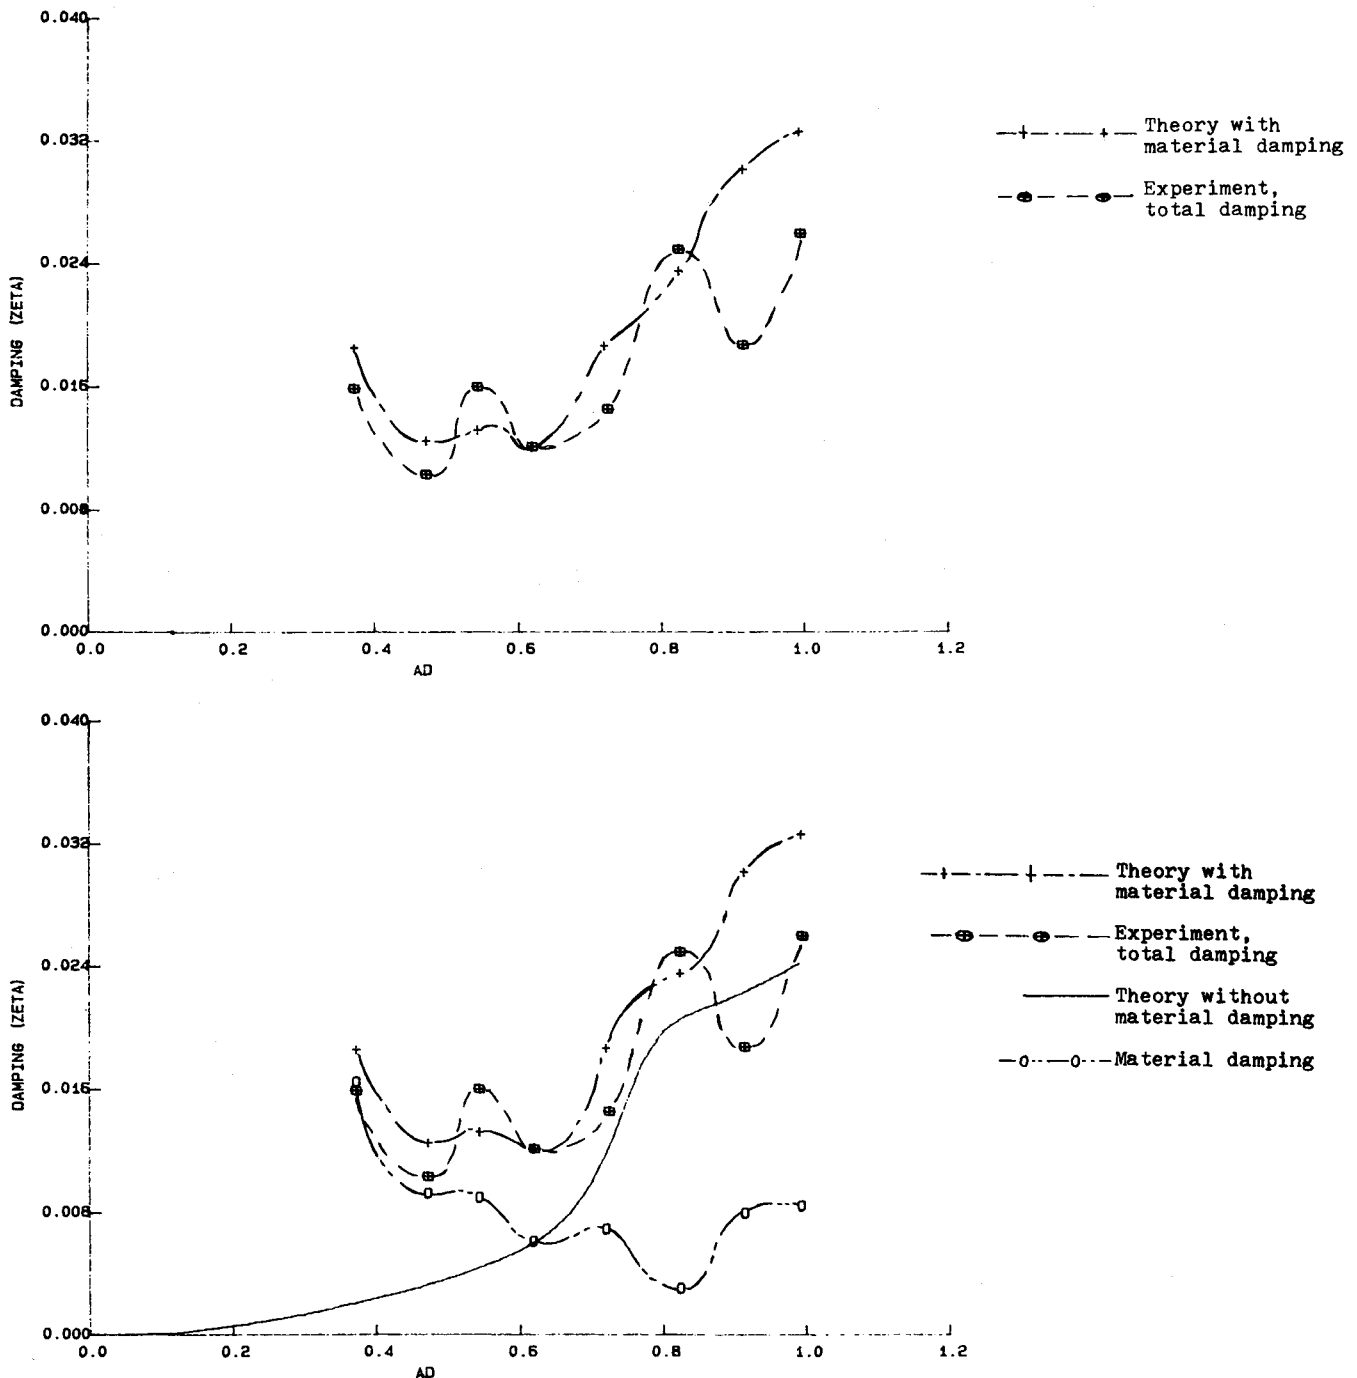 0.040
0.032
0.024
0.016
0.008
0.000
DAMPING (ZETA)
0.0 0.2 0.4 0.6 0.8 1.0 1.2
AD
Theory with
material damping
Experiment,
total damping
0.040
0.032
0.024
0.016
0.008
0.000
DAMPING (ZETA)
0.0 0.2 0.4 0.6 0.8 1.0 1.2
AD
Theory with
material damping
Experiment,
total damping
Theory without
material damping
Material damping